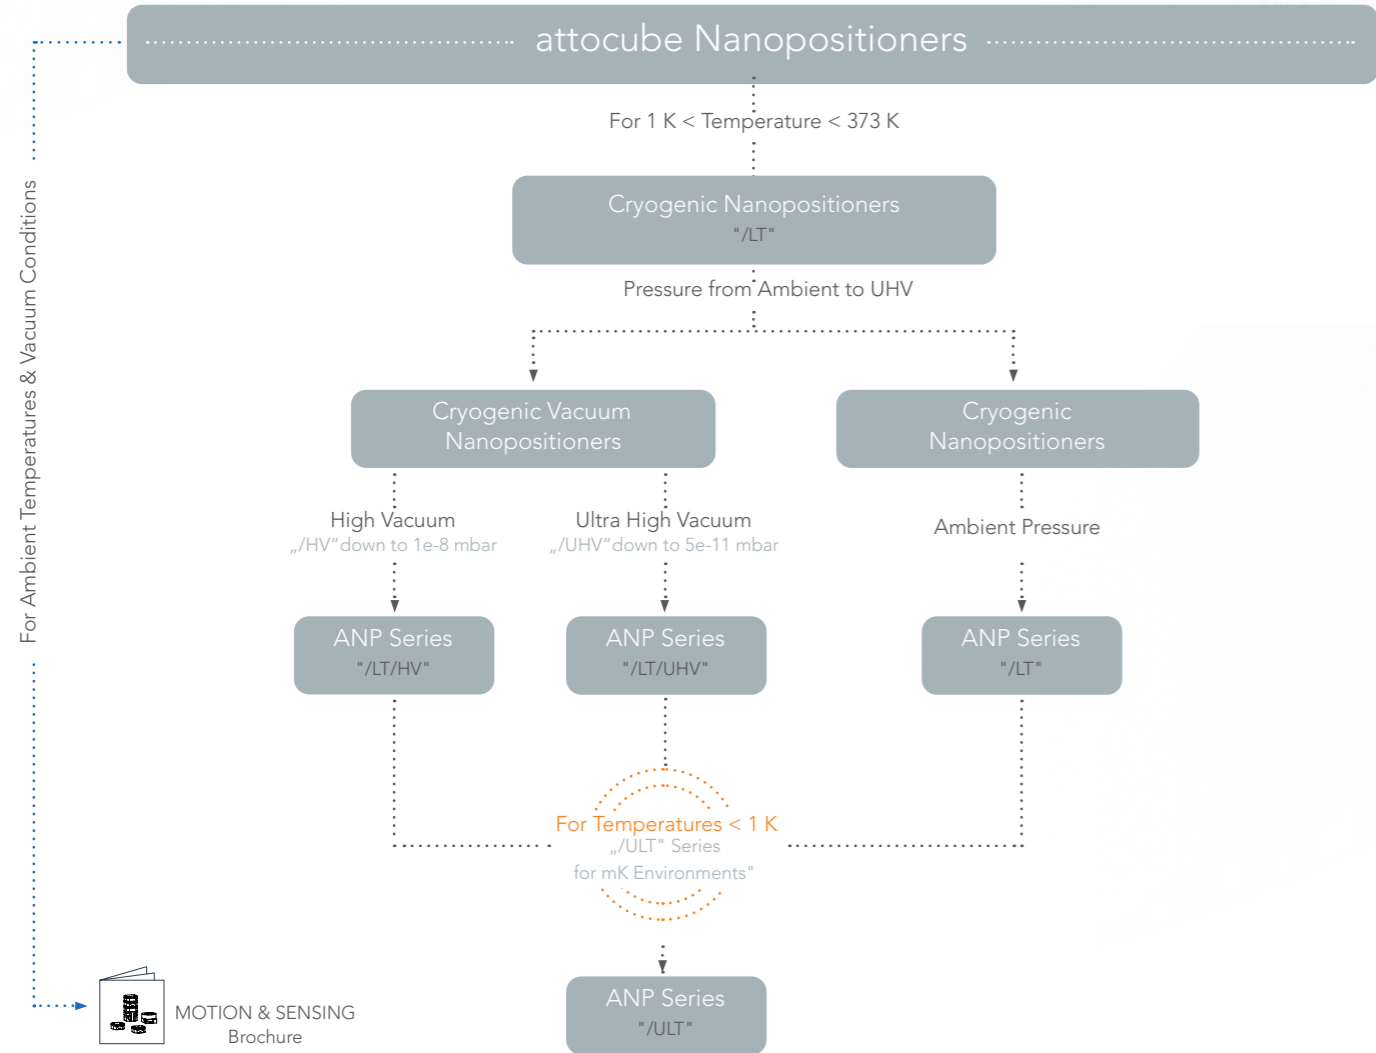 attocube Nanopositioners
For 1 K < Temperature < 373 K
Cryogenic Nanopositioners
"/LT"
Pressure from Ambient to UHV
Cryogenic Vacuum
Nanopositioners
Cryogenic
Nanopositioners
High Vacuum
„/HV“down to 1e-8 mbar
Ultra High Vacuum
„/UHV“down to 5e-11 mbar
Ambient Pressure
ANP Series
"/LT/HV"
ANP Series
"/LT/UHV"
ANP Series
"/LT"
For Temperatures < 1 K
„/ULT" Series
for mK Environments"
ANP Series
"/ULT"
For Ambient Temperatures & Vacuum Conditions
MOTION & SENSING
Brochure